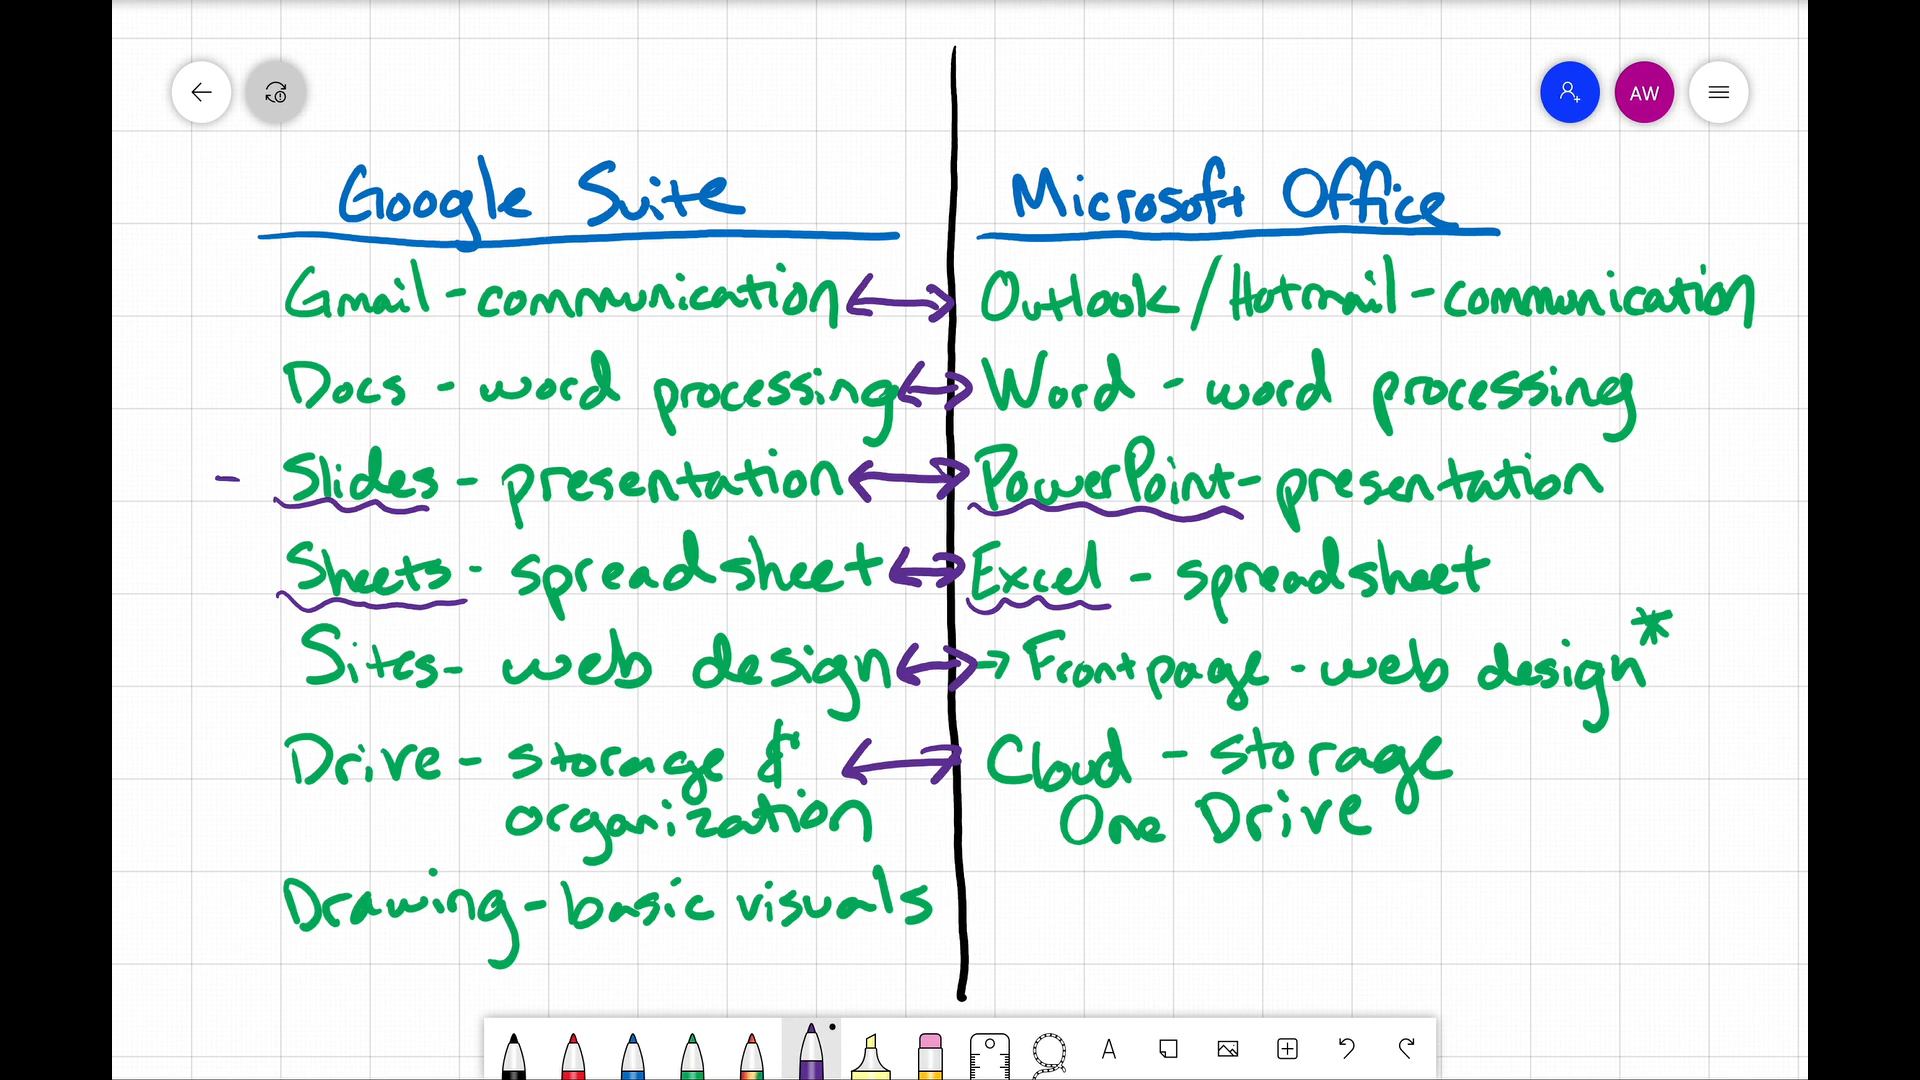 AW
Google Suite
Gmail - communication
Docs - word processing
- Slides - presentation
Sheets - spreadsheet
Sites - web design
Drive - storage &
organization
Drawing - basic visuals
Microsoft Office
Outlook / Hotmail - communication
Word - word processing
PowerPoint - presentation
Excel - spreadsheet
→ Frontpage - web design*
Cloud - storage
One Drive
A